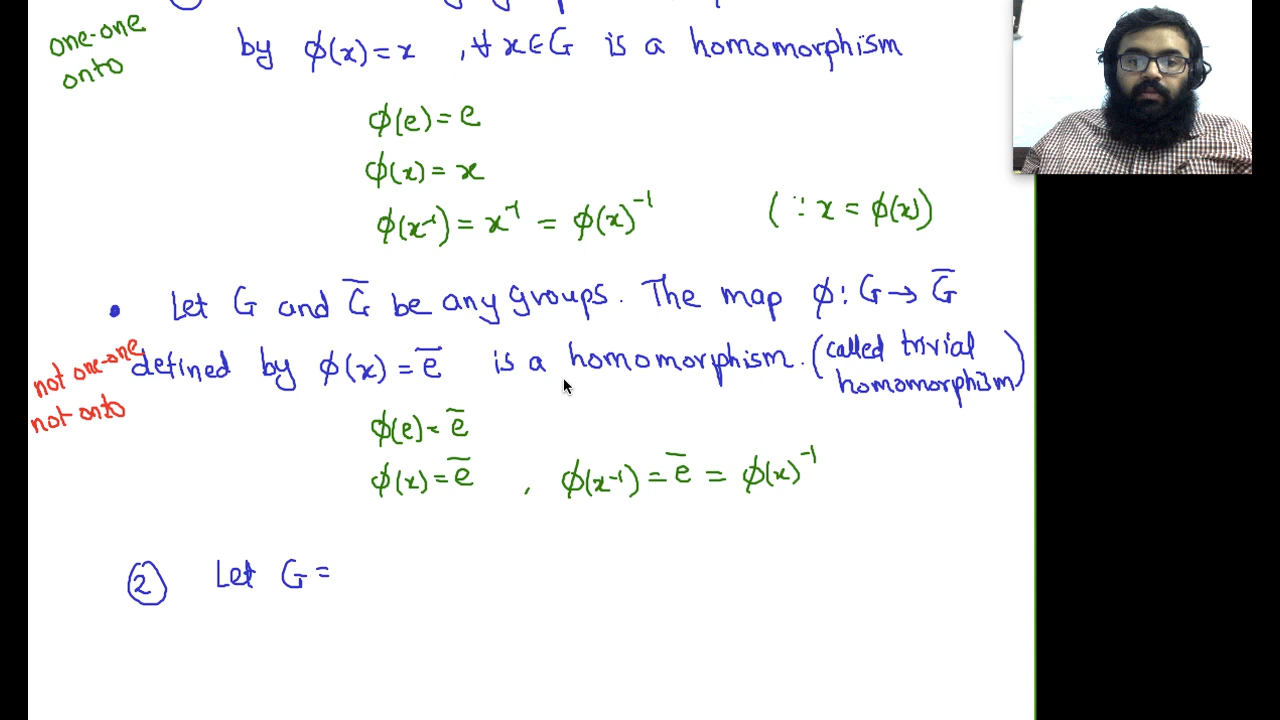 one-one
onto
by ϕ(x)=x , ∀ x∈G is a homomorphism
ϕ(e) = e
ϕ(x) = x
ϕ(x⁻¹) = x⁻¹ = ϕ(x)⁻¹ (∵ x = ϕ(x))
• Let G and G̅ be any groups. The map ϕ : G → G̅
not one-one
not onto
defined by ϕ(x) = e̅ is a homomorphism. (called trivial
homomorphism)
ϕ(e) = e̅
ϕ(x) = e̅ , ϕ(x⁻¹) = e̅ = ϕ(x)⁻¹
② Let G =